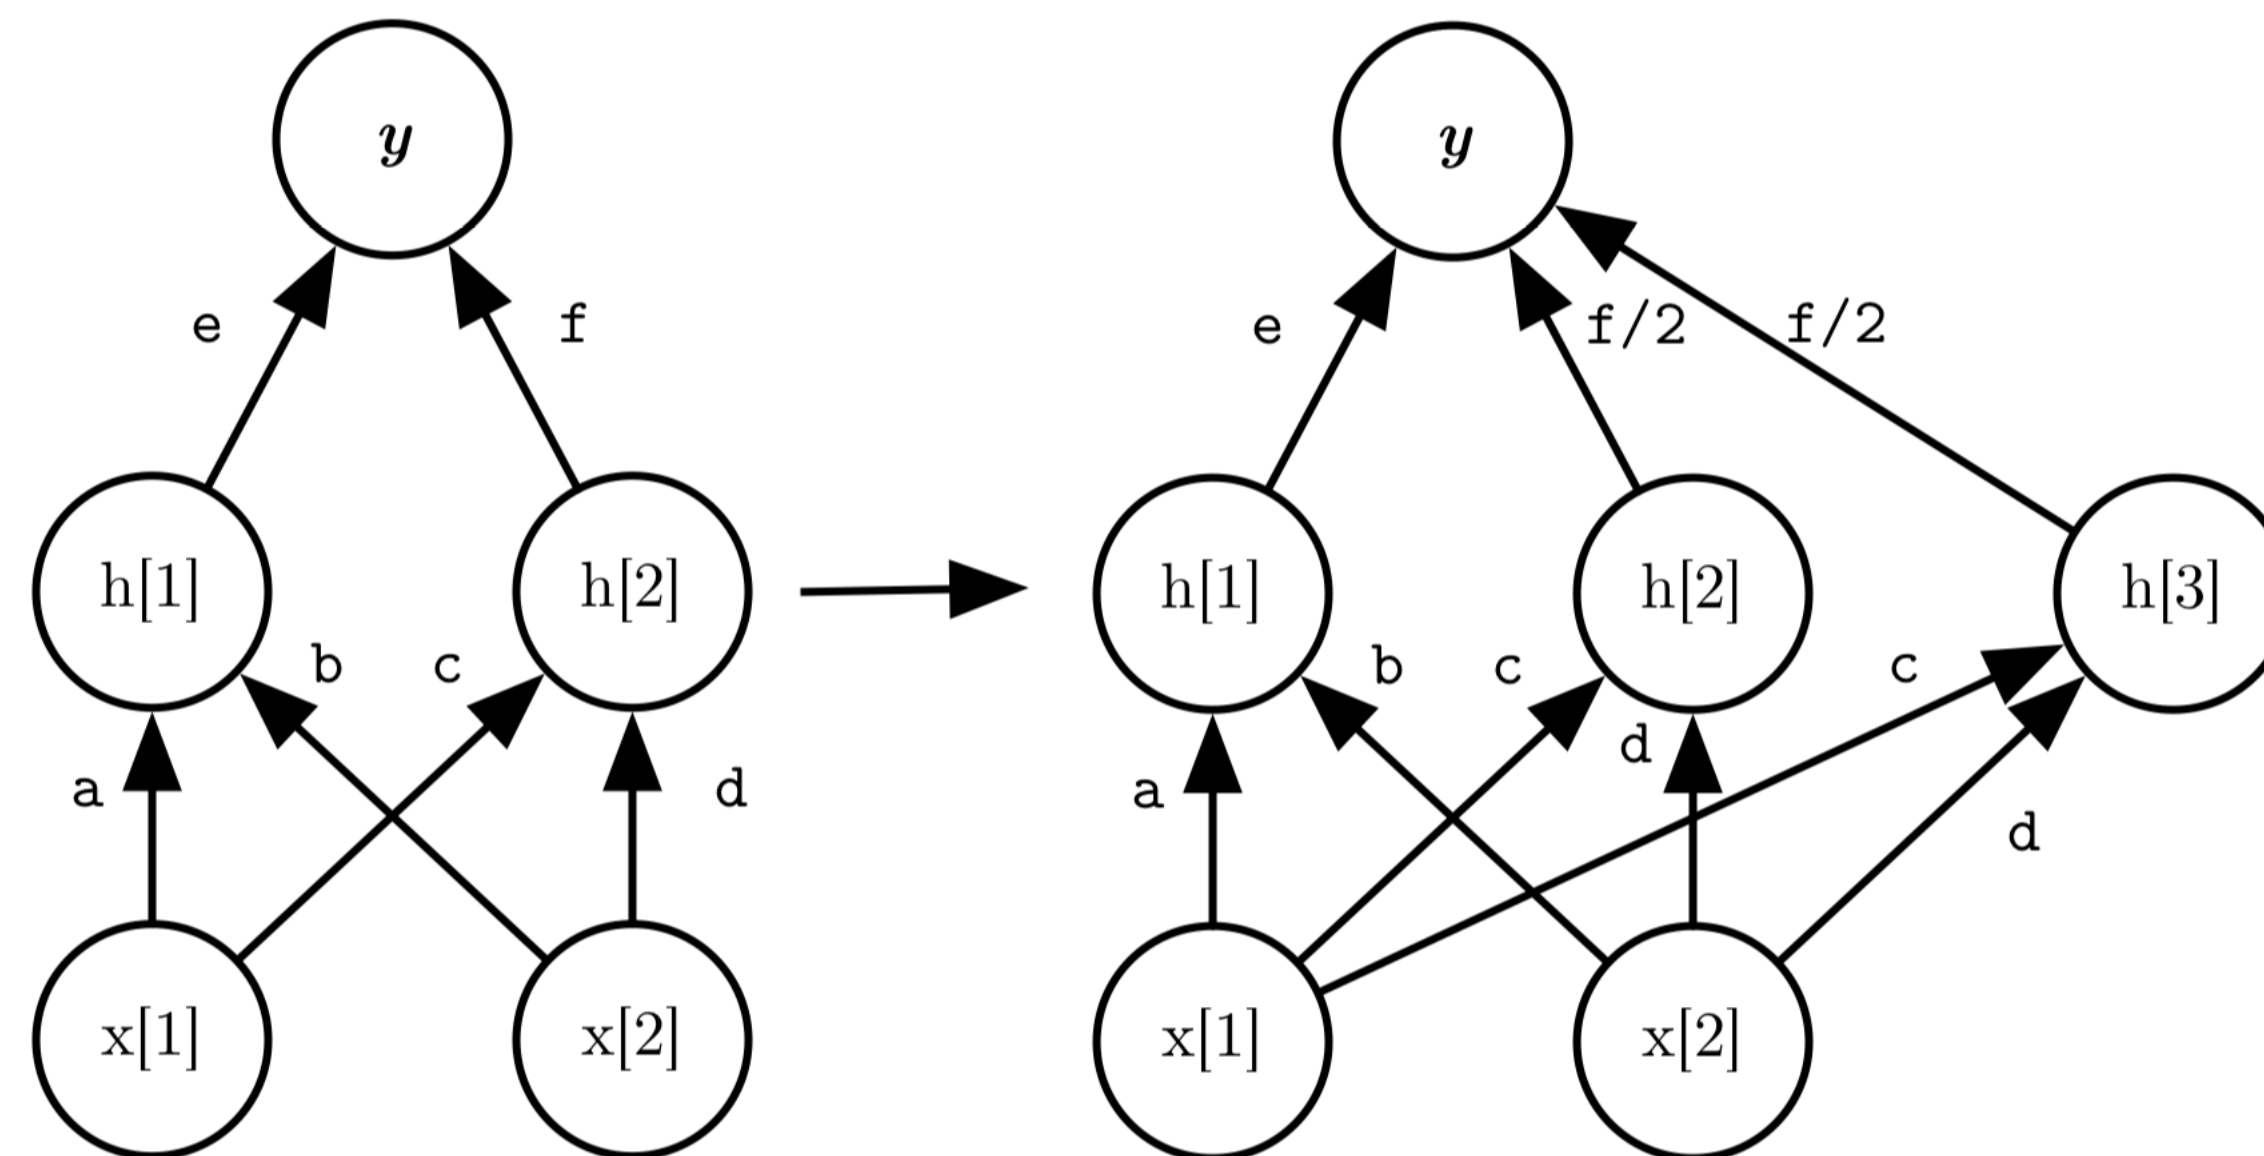 y y
e f e f/2 f/2
h[1] h[2] h[1] h[2] h[3]
b c b c c
d
a d a
d
x[1] x[2] x[1] x[2]